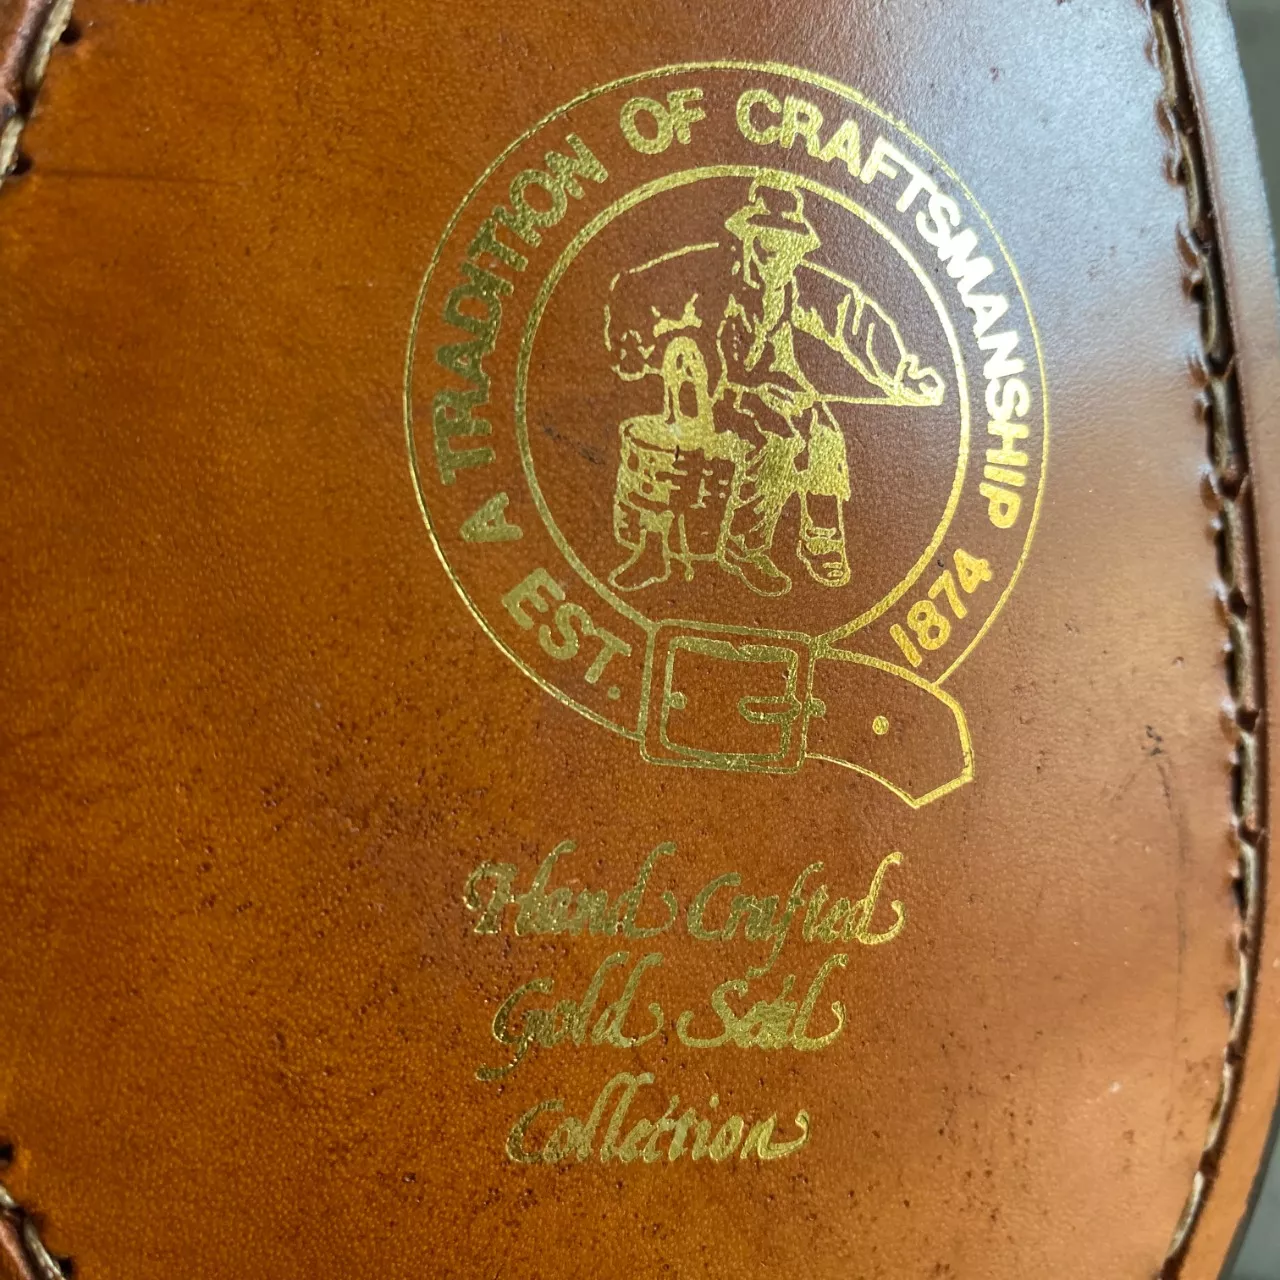 A TRADITION OF CRAFTSMANSHIP
EST. 1874
Hand Crafted
Gold Seal
Collection